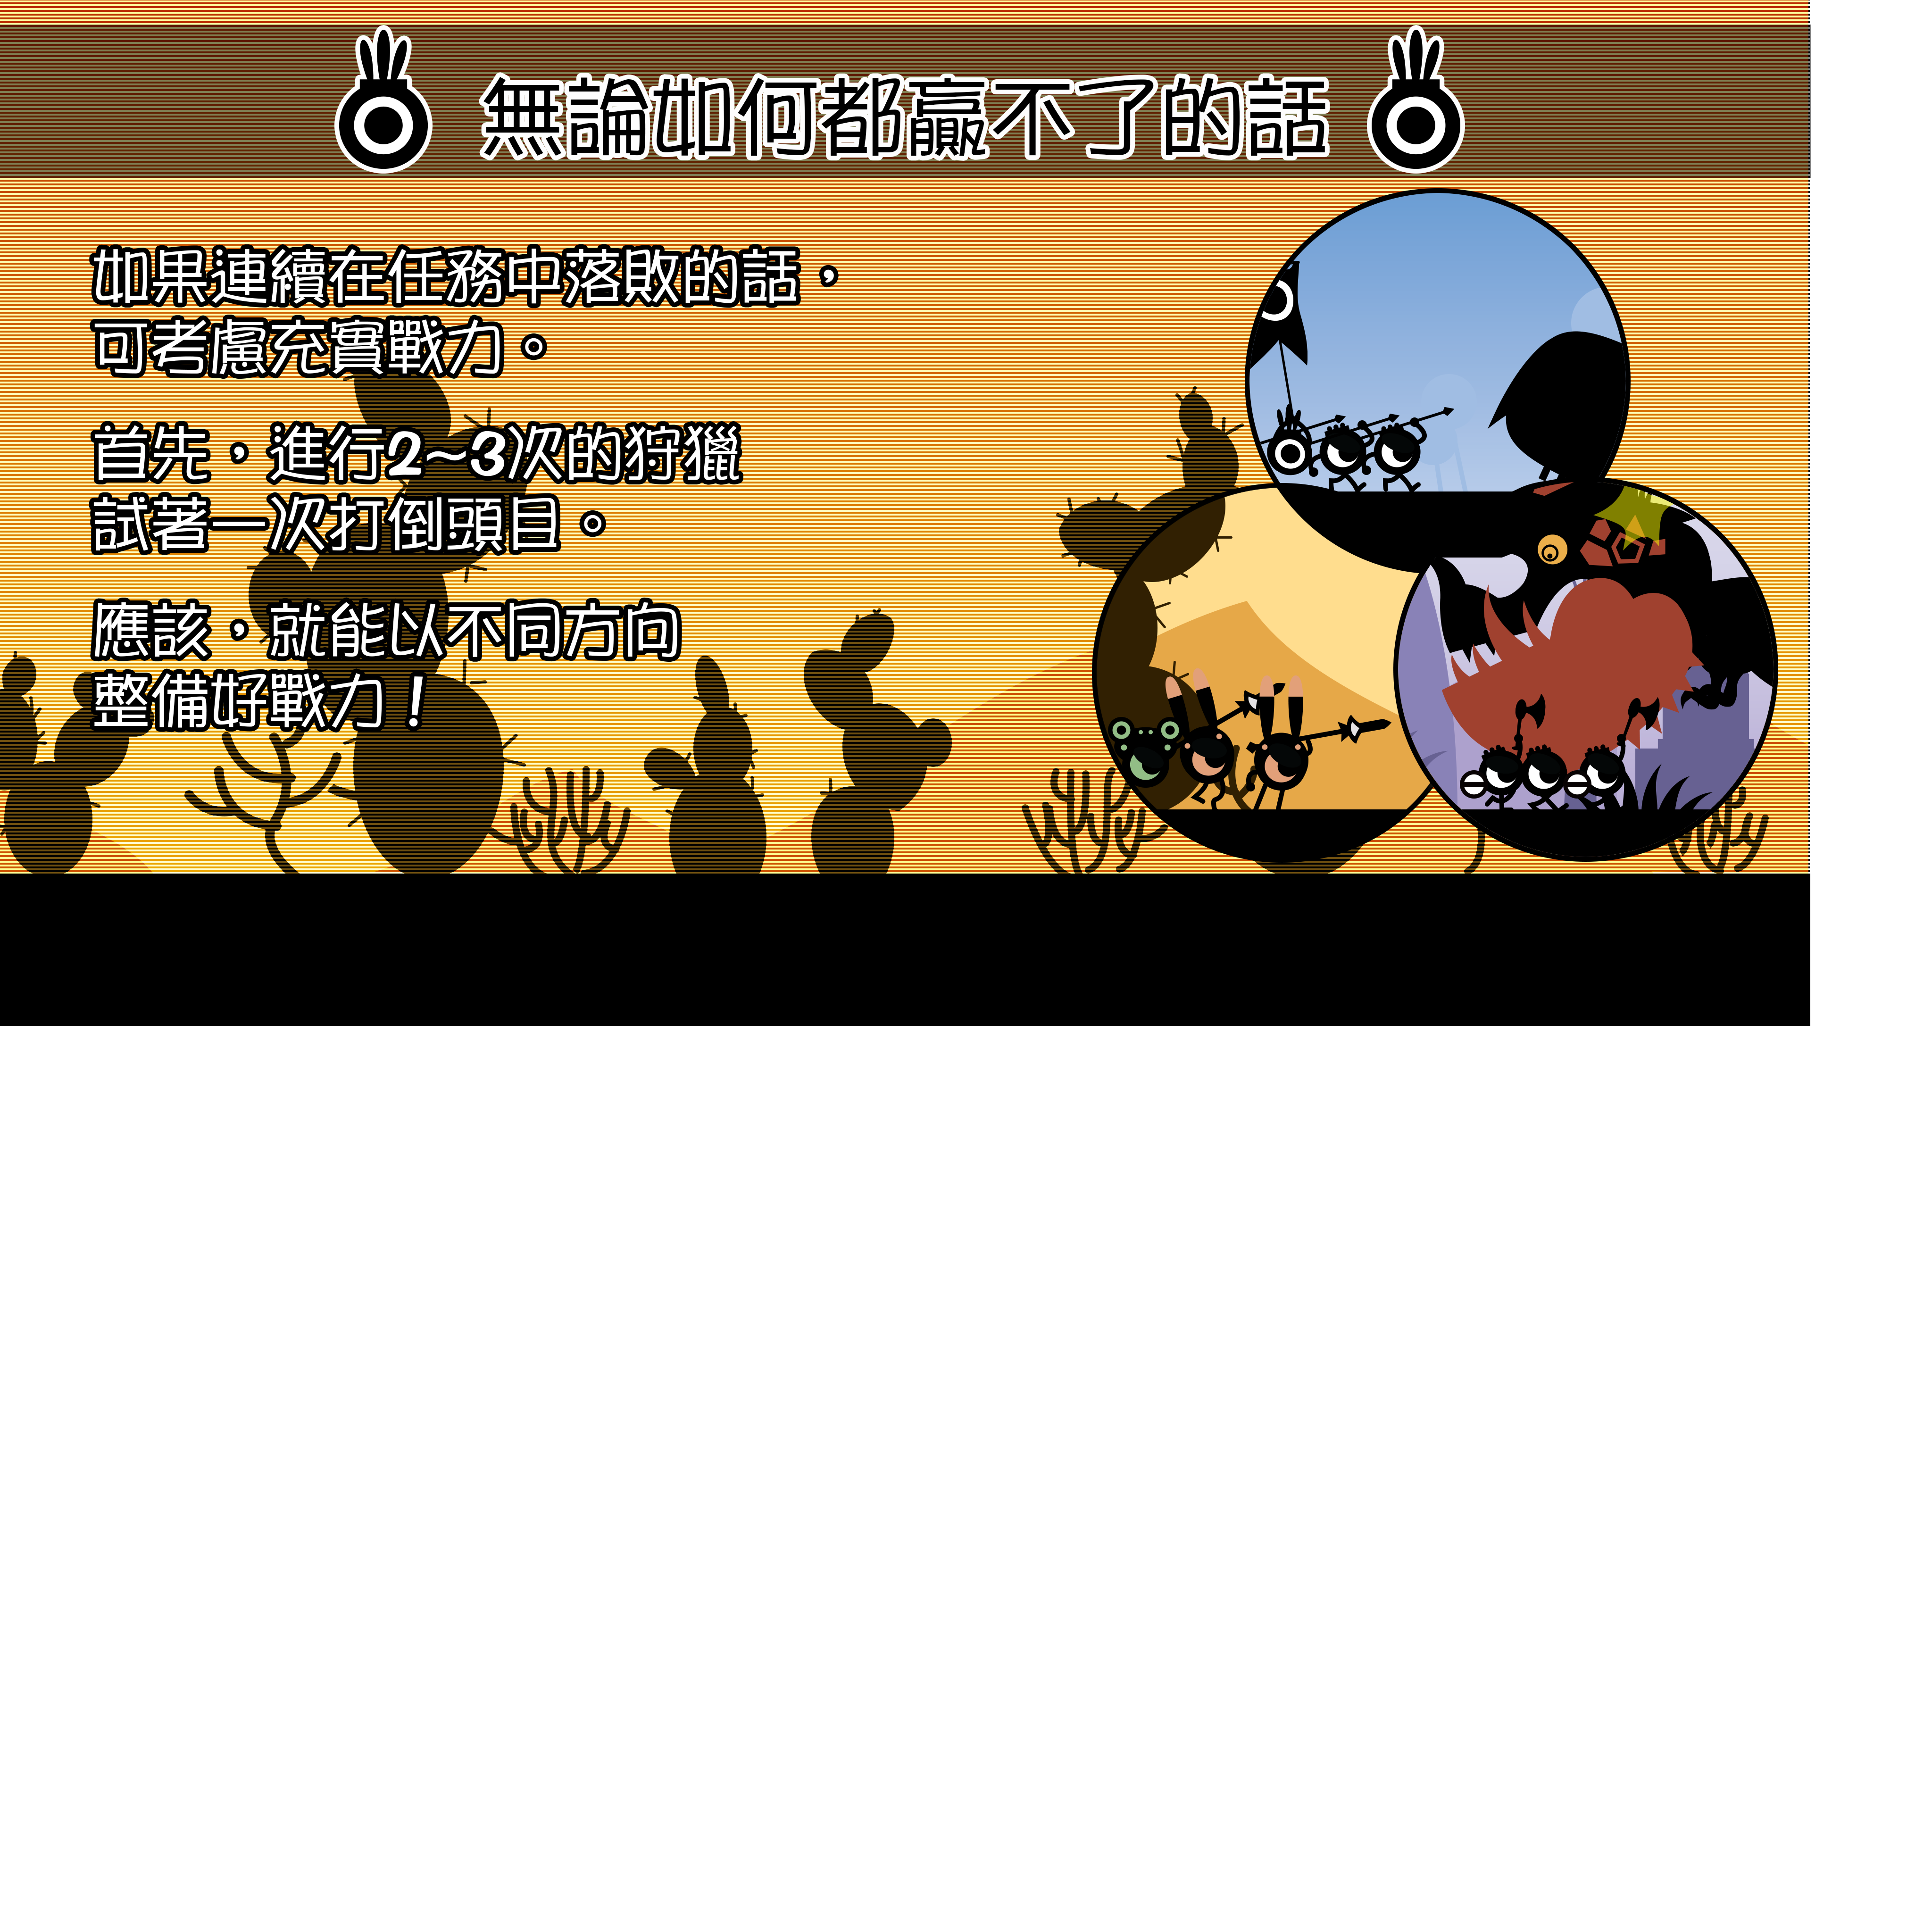 無論如何都贏不了的話
如果連續在任務中落敗的話，
可考慮充實戰力。
首先，進行2~3次的狩獵
試著一次打倒頭目。
應該，就能以不同方向
整備好戰力！